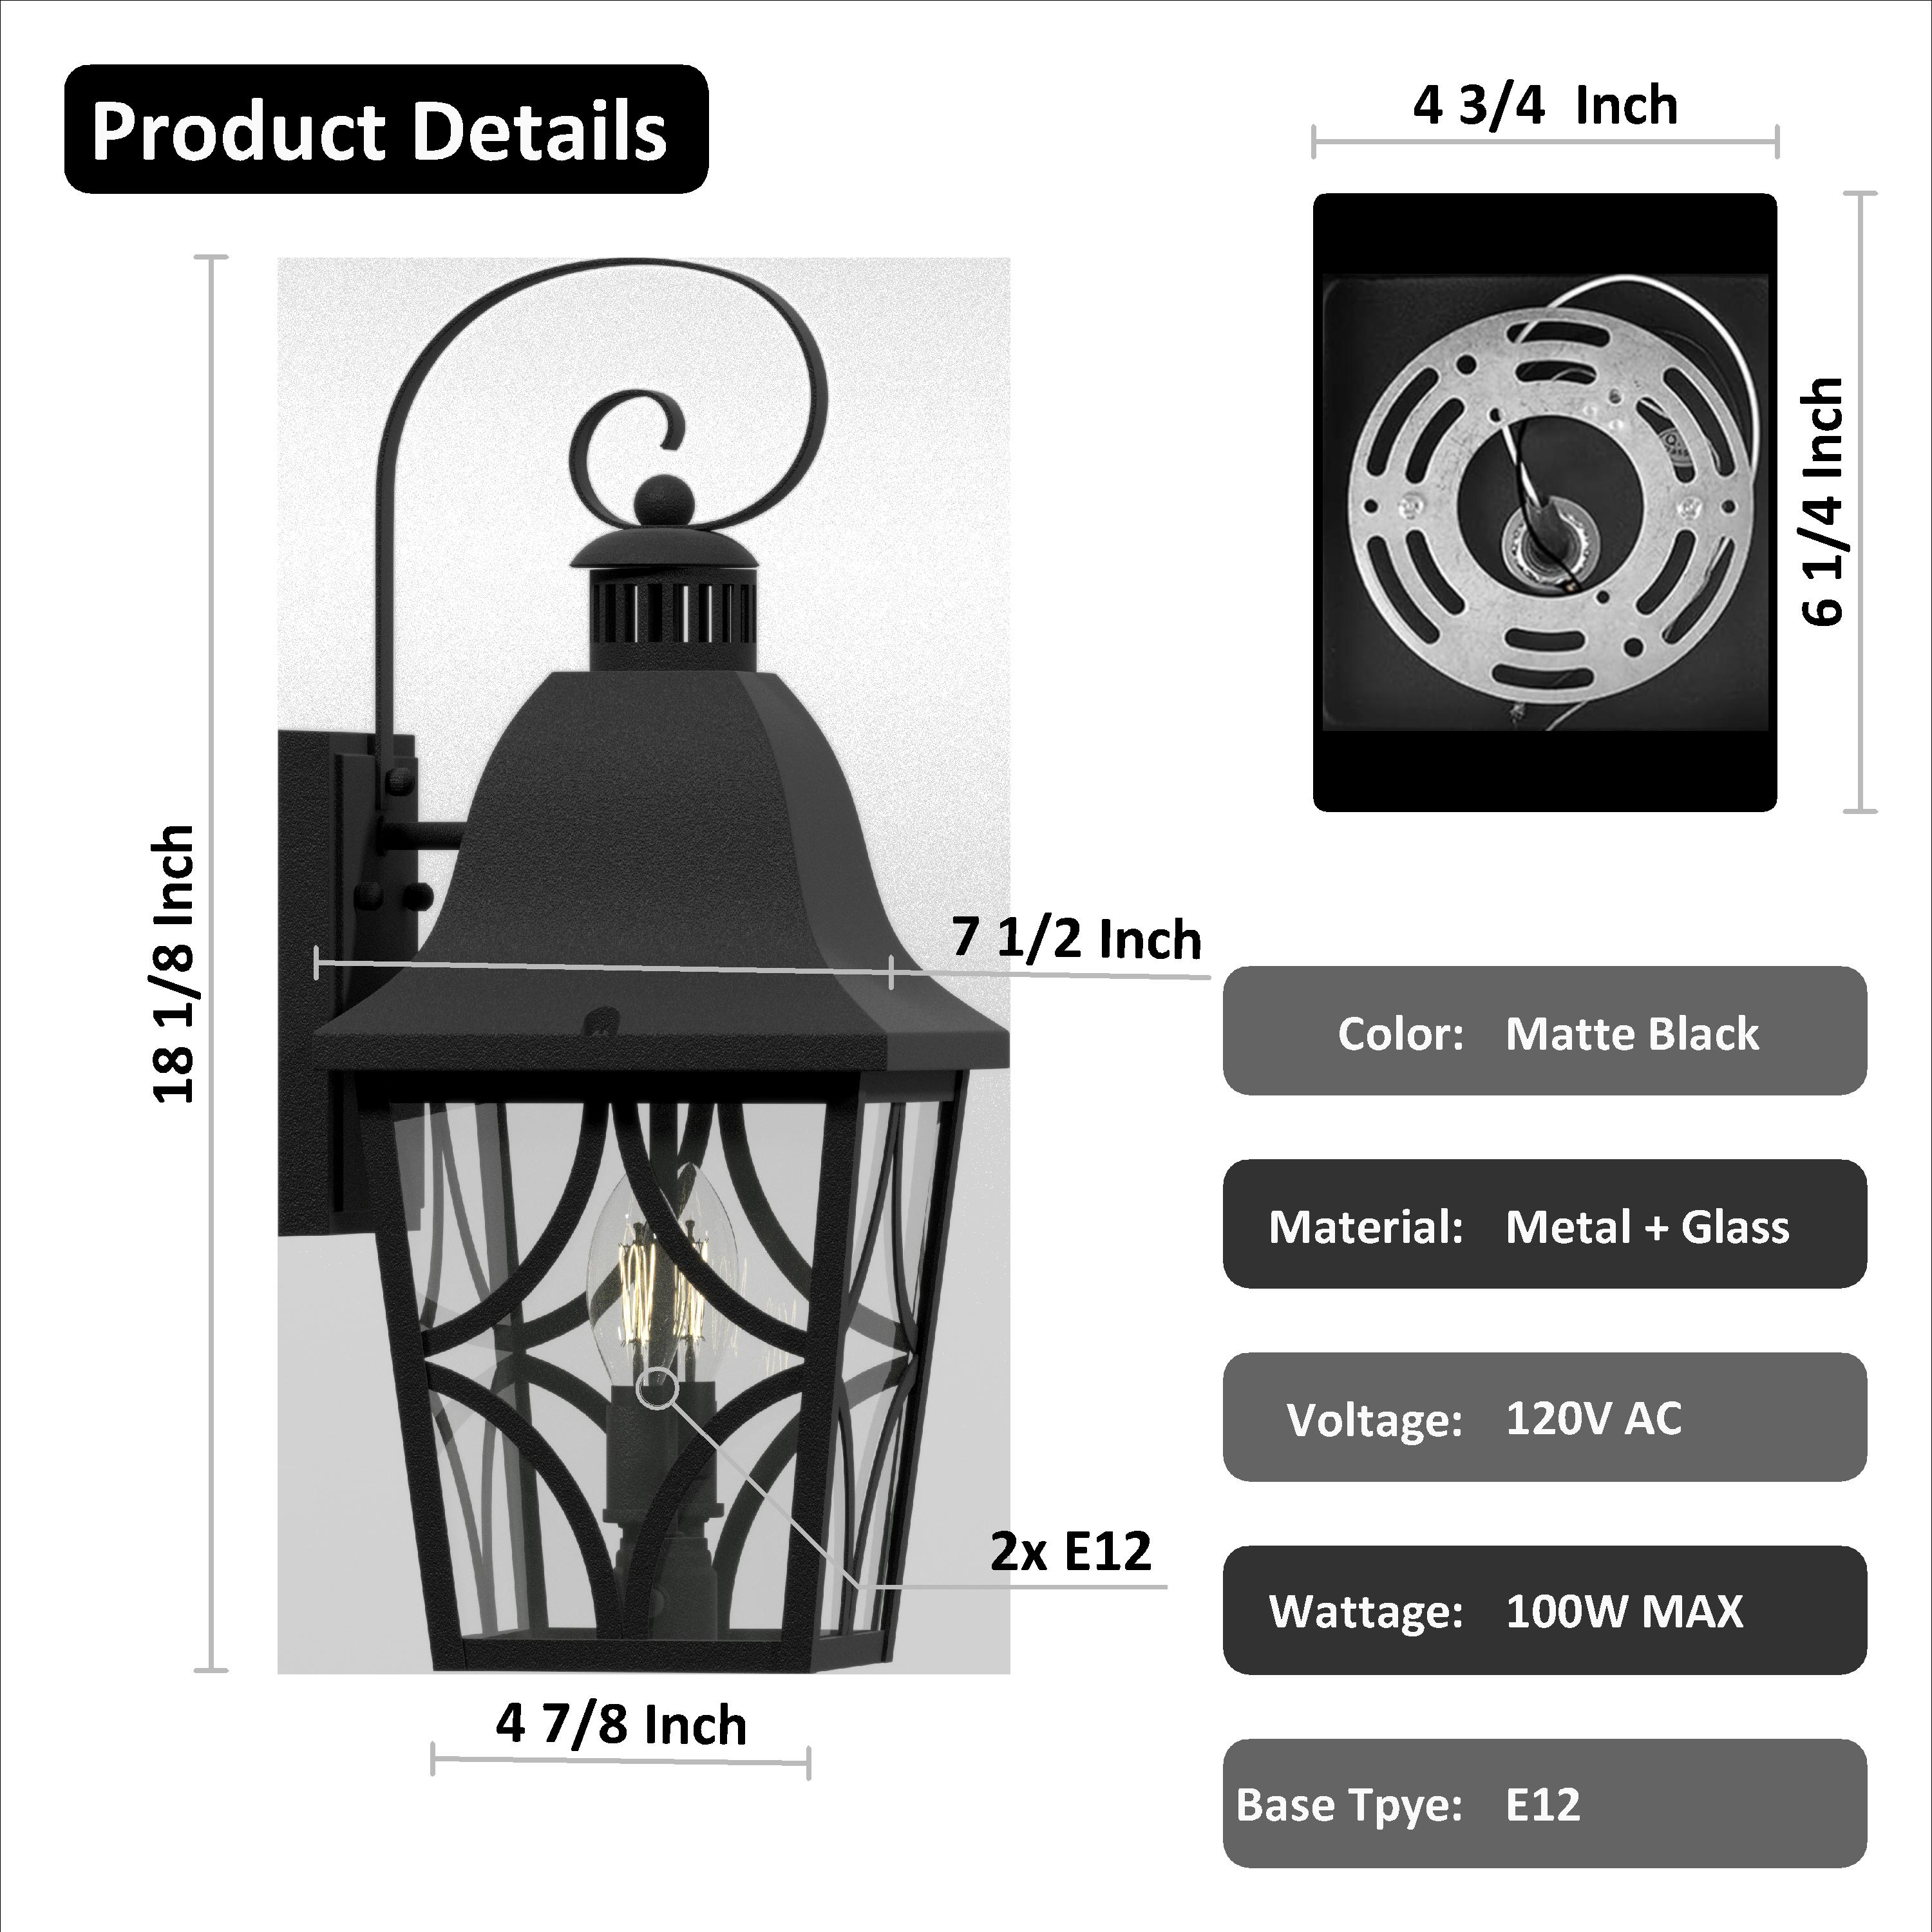 Product Details
4 3/4 Inch
6 1/4 Inch
18 1/8 Inch
7 1/2 Inch
2x E12
4 7/8 Inch
Color: Matte Black
Material: Metal + Glass
Voltage: 120V AC
Wattage: 100W MAX
Base Tpye: E12